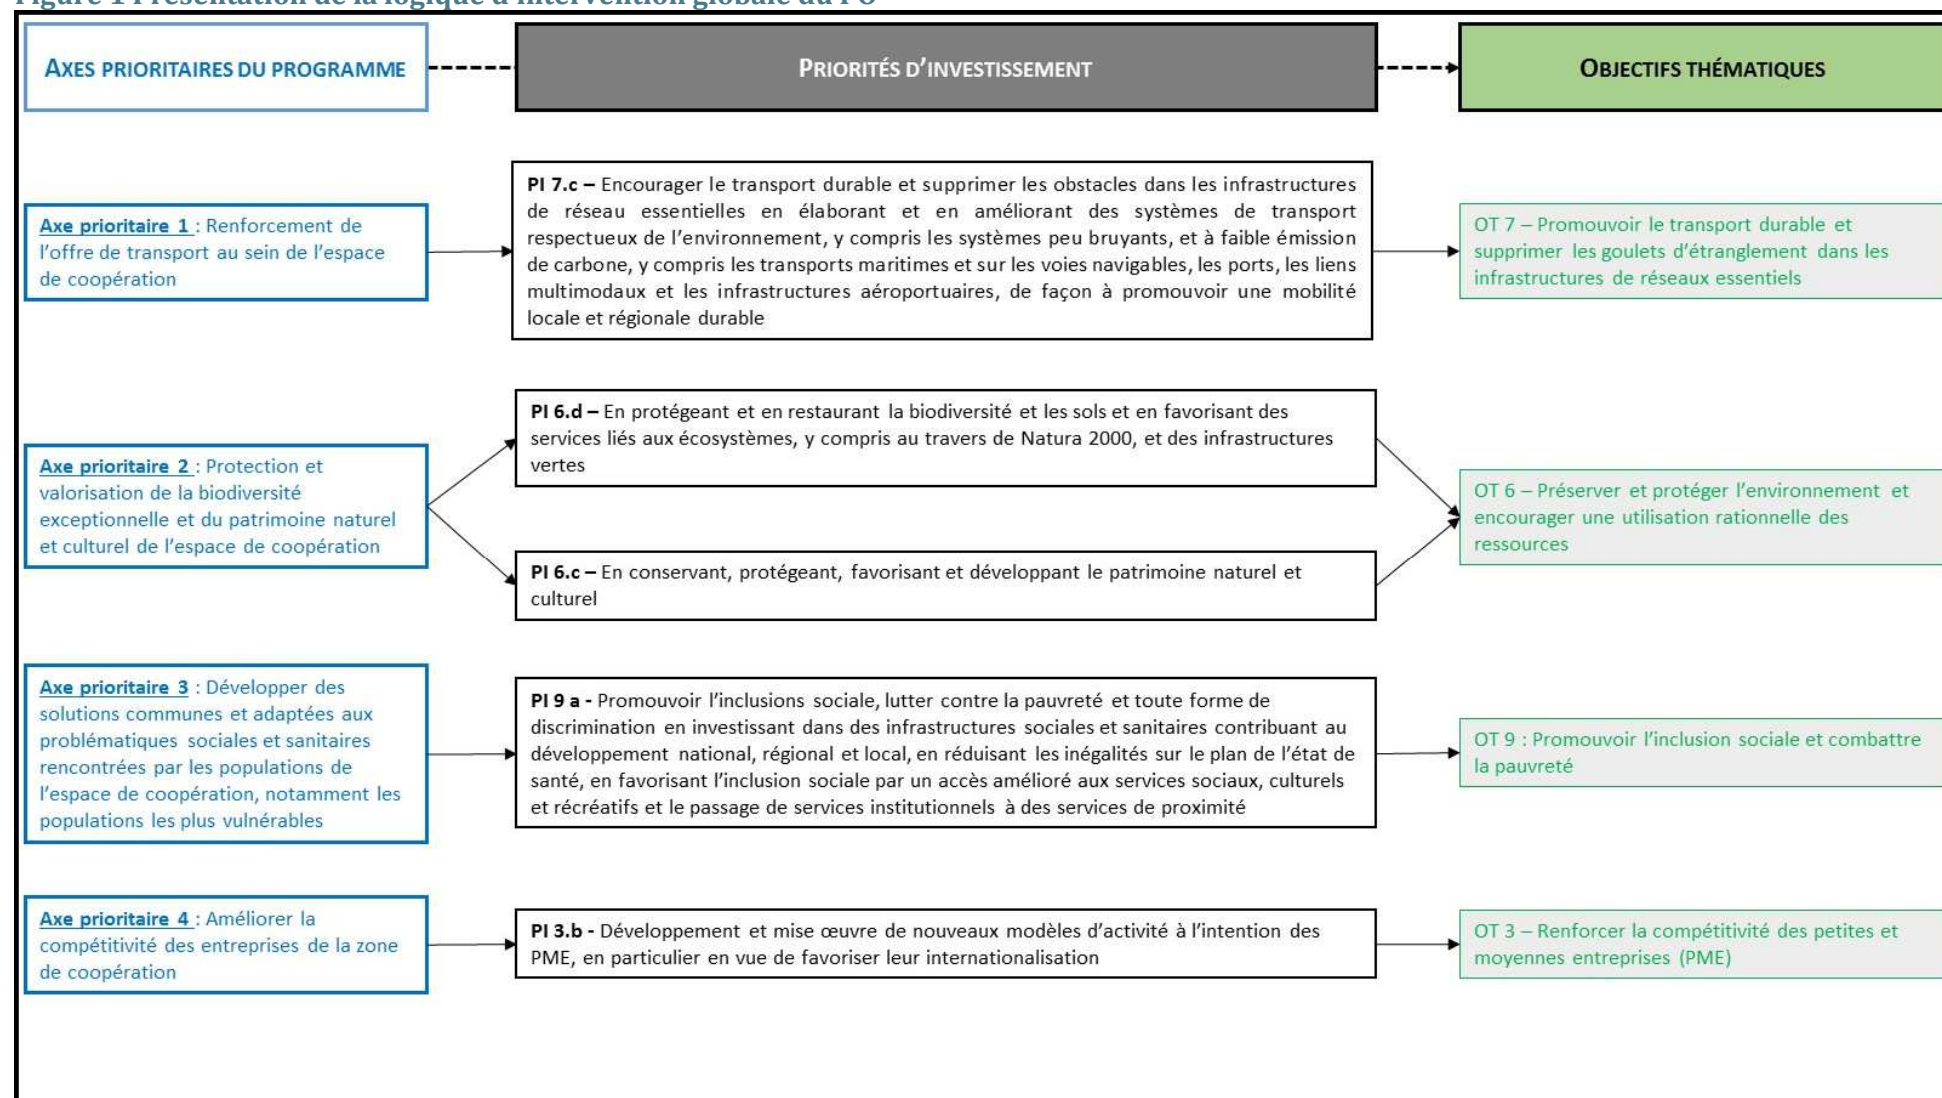 Figure 1 Présentation de la logique d'intervention globale du PO
AXES PRIORITAIRES DU PROGRAMME
PRIORITÉS D'INVESTISSEMENT
OBJECTIFS THÉMATIQUES
Axe prioritaire 1 : Renforcement de
l'offre de transport au sein de l'espace
de coopération
PI 7.c – Encourager le transport durable et supprimer les obstacles dans les infrastructures
de réseau essentielles en élaborant et en améliorant des systèmes de transport
respectueux de l'environnement, y compris les systèmes peu bruyants, et à faible émission
de carbone, y compris les transports maritimes et sur les voies navigables, les ports, les liens
multimodaux et les infrastructures aéroportuaires, de façon à promouvoir une mobilité
locale et régionale durable
OT 7 – Promouvoir le transport durable et
supprimer les goulets d'étranglement dans les
infrastructures de réseaux essentiels
Axe prioritaire 2 : Protection et
valorisation de la biodiversité
exceptionnelle et du patrimoine naturel
et culturel de l'espace de coopération
PI 6.d – En protégeant et en restaurant la biodiversité et les sols et en favorisant des
services liés aux écosystèmes, y compris au travers de Natura 2000, et des infrastructures
vertes
PI 6.c – En conservant, protégeant, favorisant et développant le patrimoine naturel et
culturel
OT 6 – Préserver et protéger l'environnement et
encourager une utilisation rationnelle des
ressources
Axe prioritaire 3 : Développer des
solutions communes et adaptées aux
problématiques sociales et sanitaires
rencontrées par les populations de
l'espace de coopération, notamment les
populations les plus vulnérables
PI 9 a - Promouvoir l'inclusions sociale, lutter contre la pauvreté et toute forme de
discrimination en investissant dans des infrastructures sociales et sanitaires contribuant au
développement national, régional et local, en réduisant les inégalités sur le plan de l'état de
santé, en favorisant l'inclusion sociale par un accès amélioré aux services sociaux, culturels
et récréatifs et le passage de services institutionnels à des services de proximité
OT 9 : Promouvoir l'inclusion sociale et combattre
la pauvreté
Axe prioritaire 4 : Améliorer la
compétitivité des entreprises de la zone
de coopération
PI 3.b - Développement et mise œuvre de nouveaux modèles d'activité à l'intention des
PME, en particulier en vue de favoriser leur internationalisation
OT 3 – Renforcer la compétitivité des petites et
moyennes entreprises (PME)